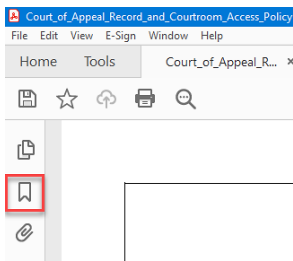 Court_of_Appeal_Record_and_Courtroom_Access_Policy
File Edit View E-Sign Window Help
Home Tools Court_of_Appeal_R... ×